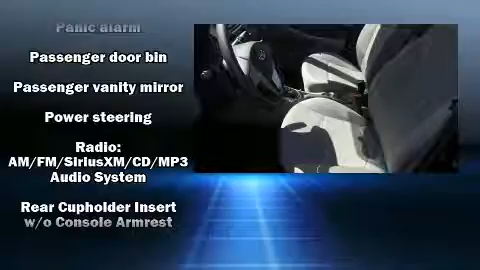 Panic alarm
Passenger door bin
Passenger vanity mirror
Power steering
Radio:
AM/FM/SiriusXM/CD/MP3
Audio System
Rear Cupholder Insert
w/o Console Armrest